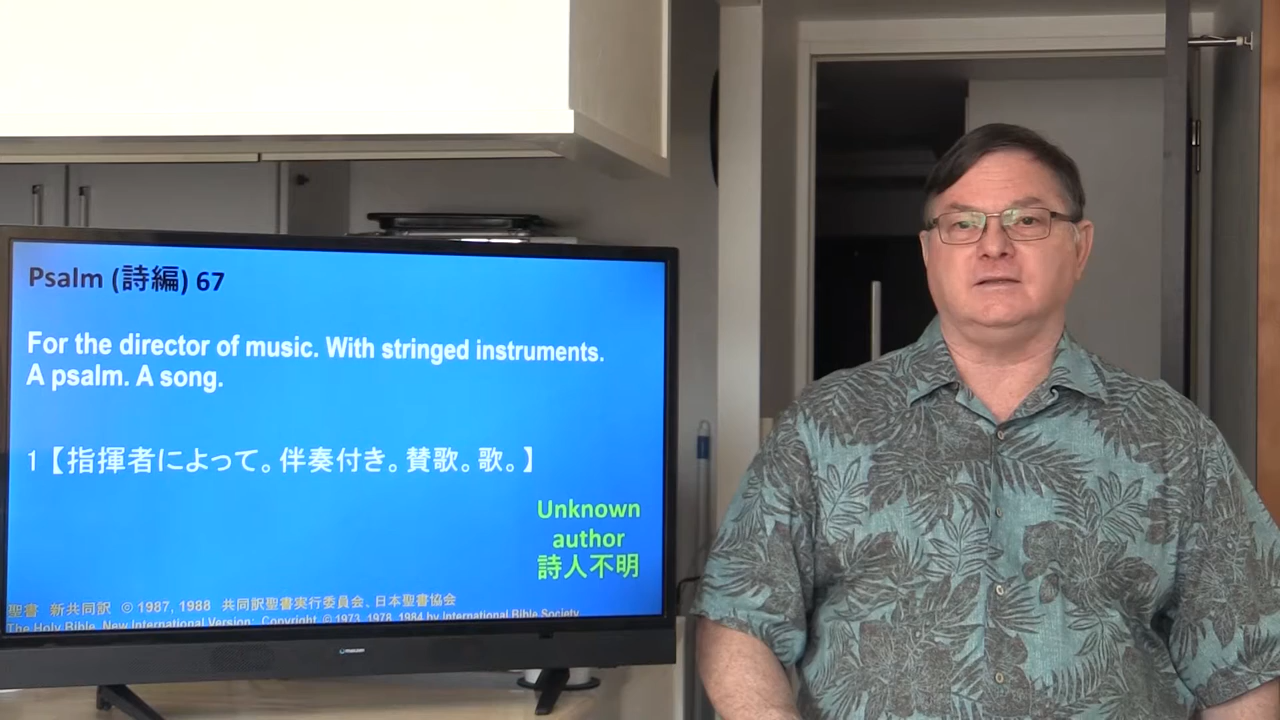 Psalm (詩編) 67
For the director of music. With stringed instruments.
A psalm. A song.
1【指揮者によって。伴奏付き。賛歌。歌。】
Unknown
author
詩人不明
聖書 新共同訳 © 1987, 1988 共同訳聖書実行委員会、日本聖書協会
The Holy Bible, New International Version; Copyright © 1973, 1978, 1984 by International Bible Society